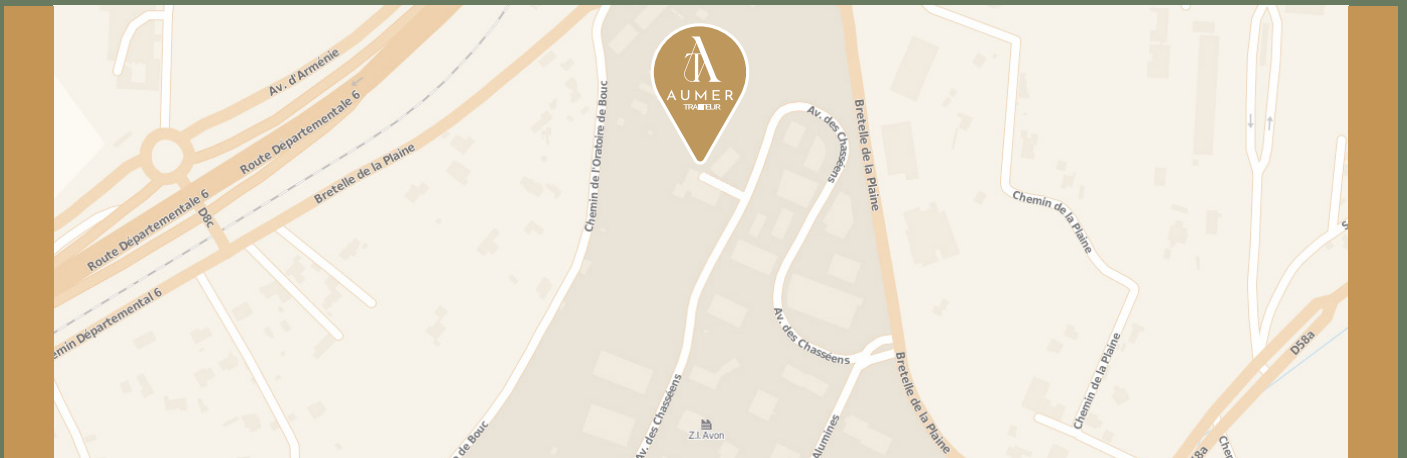 Av. d'Arménie
Route Départementale 6
Bretelle de la Plaine
Route Départementale 6
D8c
Chemin de l'Oratoire de Bouc
AUMER
Av. des Chasséens
Bretelle de la Plaine
Chemin de la Plaine
Départemental 6
Av. des Chasséens
D58a
Bretelle de la Plaine
Chemin de la Plaine
Av. des Chasséens
Z.I. Avon
de Bouc
Alumines